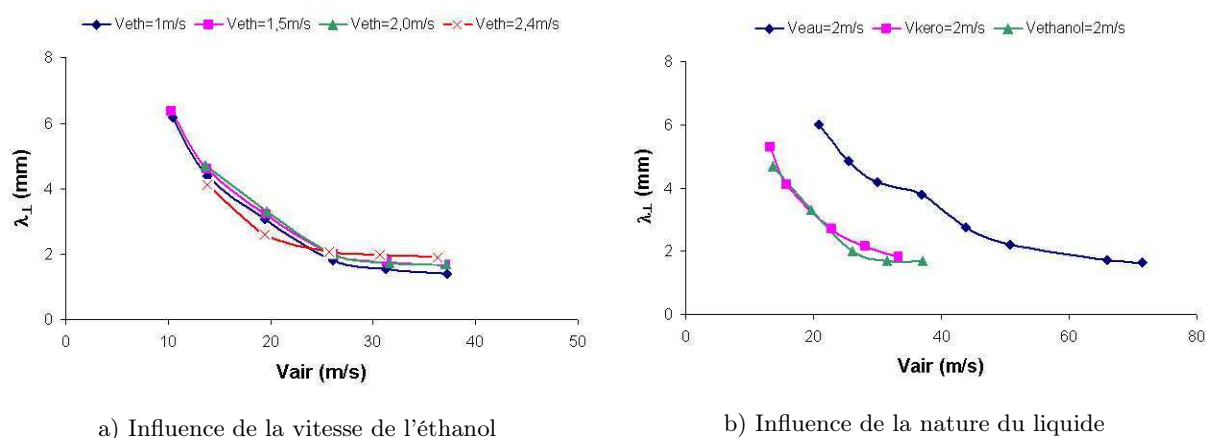 Veth=1m/s Veth=1,5m/s Veth=2,0m/s Veth=2,4m/s
8
6
4
2
0
λ⊥ (mm)
0 10 20 30 40 50
Vair (m/s)
a) Influence de la vitesse de l'éthanol
Veau=2m/s Vkero=2m/s Vethanol=2m/s
8
6
4
2
0
λ⊥ (mm)
0 20 40 60 80
Vair (m/s)
b) Influence de la nature du liquide